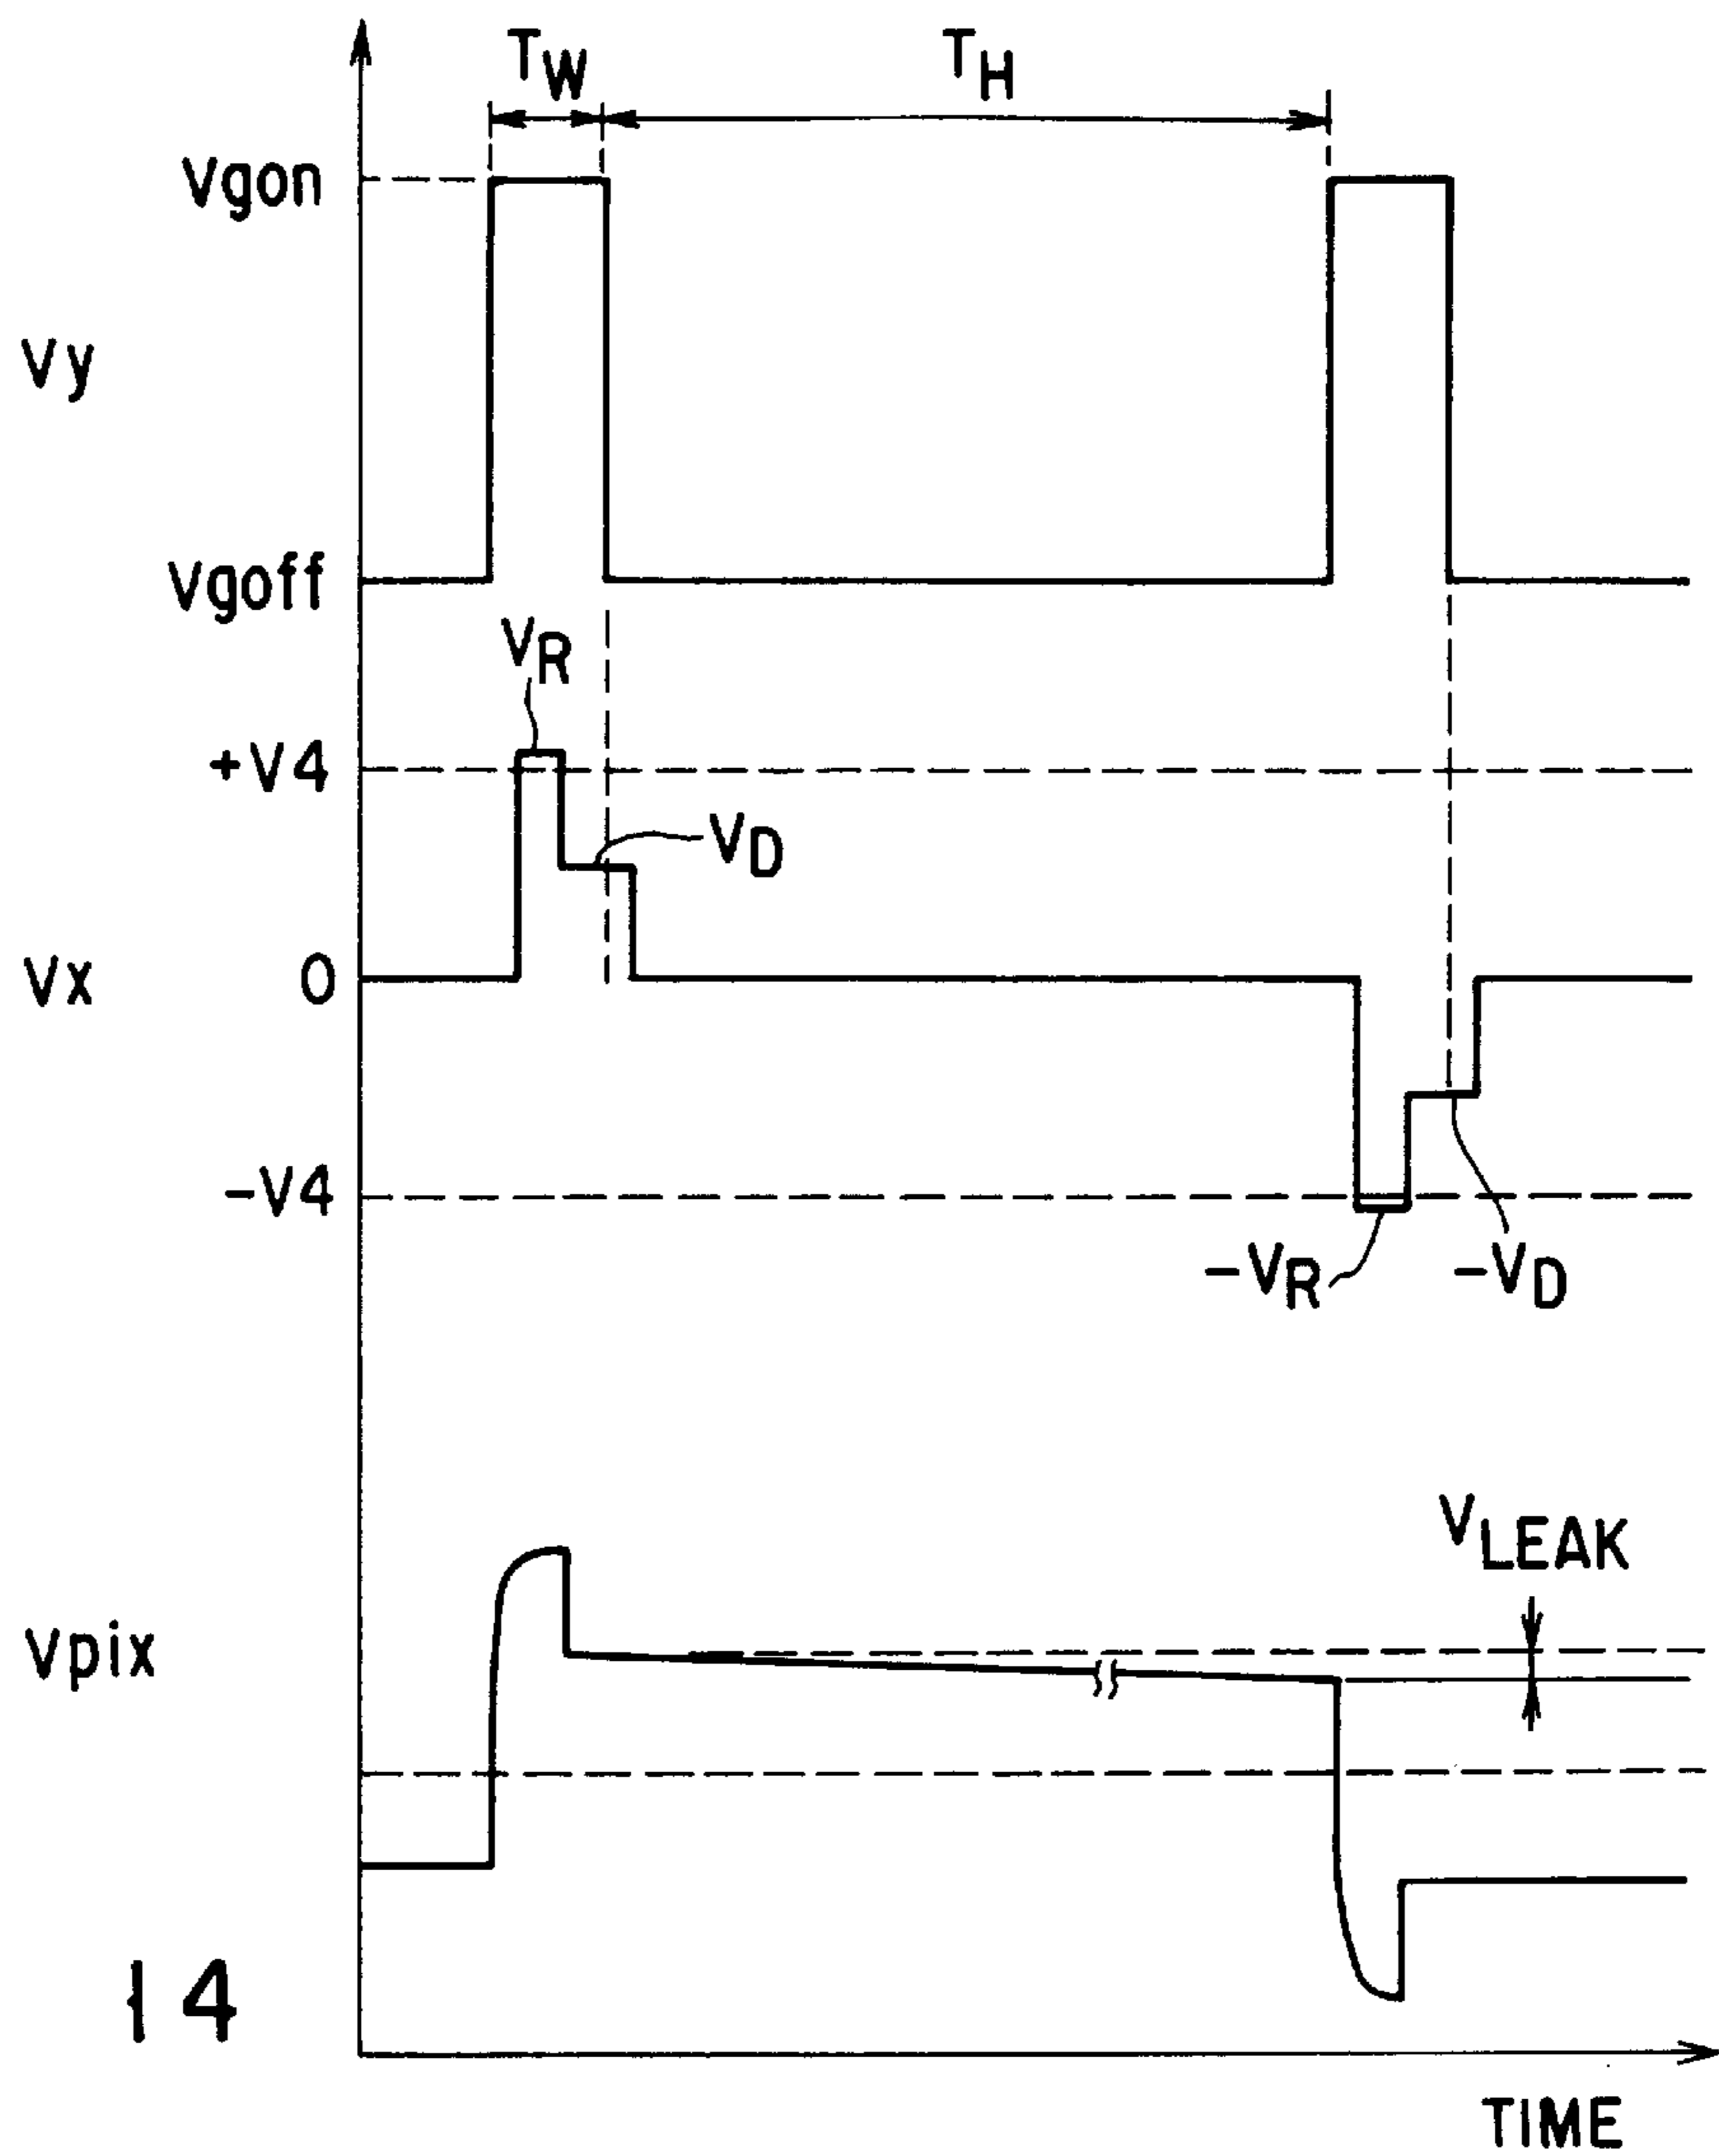 TW
TH
Vgon
Vy
Vgoff
VR
+V4
VD
Vx
0
-V4
-VR
-VD
VLEAK
Vpix
14
TIME